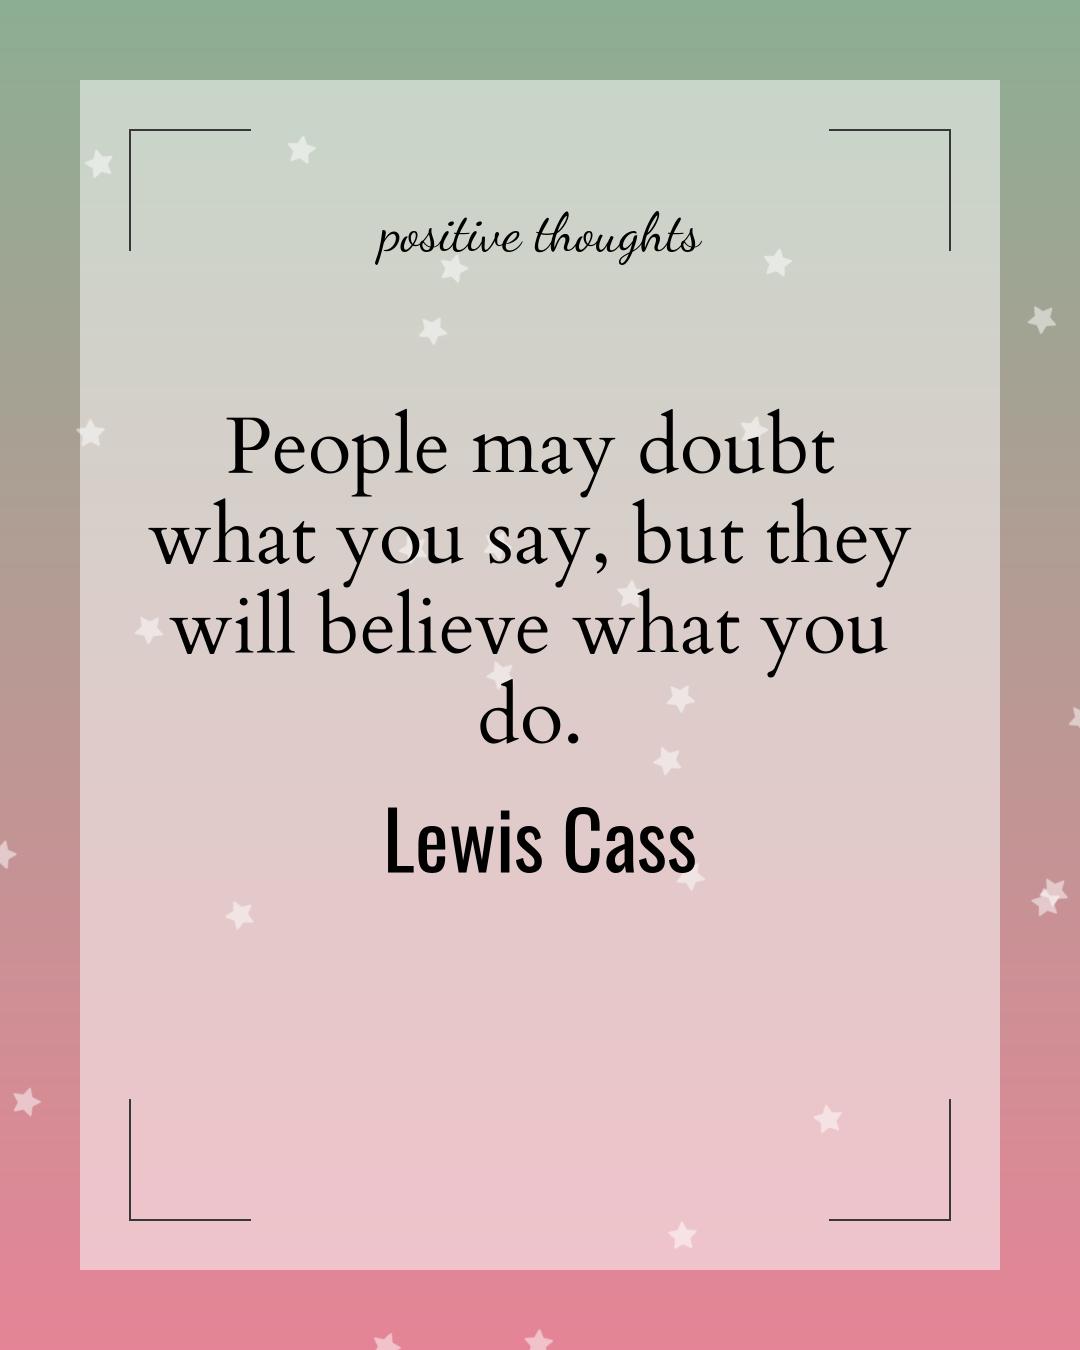 positive thoughts
People may doubt
what you say, but they
will believe what you
do.
Lewis Cass